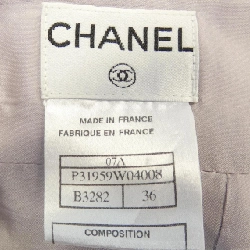 CHANEL
MADE IN FRANCE
FABRIQUE EN FRANCE
07A
P31959W04008
B3282 36
COMPOSITION